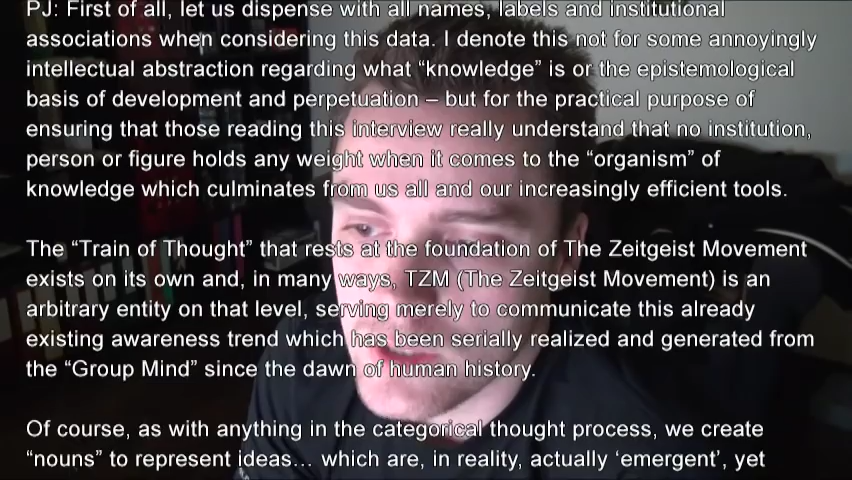 PJ: First of all, let us dispense with all names, labels and institutional
associations when considering this data. I denote this not for some annoyingly
intellectual abstraction regarding what “knowledge” is or the epistemological
basis of development and perpetuation – but for the practical purpose of
ensuring that those reading this interview really understand that no institution,
person or figure holds any weight when it comes to the “organism” of
knowledge which culminates from us all and our increasingly efficient tools.
The “Train of Thought” that rests at the foundation of The Zeitgeist Movement
exists on its own and, in many ways, TZM (The Zeitgeist Movement) is an
arbitrary entity on that level, serving merely to communicate this already
existing awareness trend which has been serially realized and generated from
the “Group Mind” since the dawn of human history.
Of course, as with anything in the categorical thought process, we create
“nouns” to represent ideas… which are, in reality, actually ‘emergent’, yet